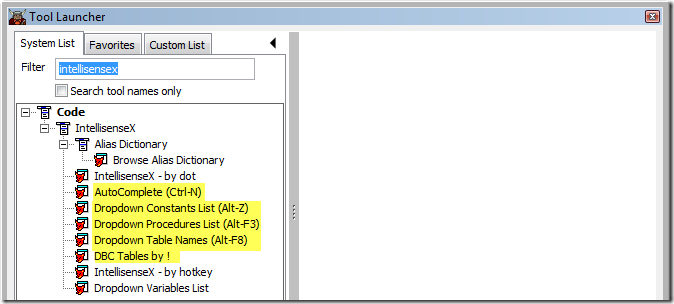 Tool Launcher
System List
Favorites
Custom List
Filter
intellisensex
Search tool names only
Code
IntellisenseX
Alias Dictionary
Browse Alias Dictionary
IntellisenseX - by dot
AutoComplete (Ctrl-N)
Dropdown Constants List (Alt-Z)
Dropdown Procedures List (Alt-F3)
Dropdown Table Names (Alt-F8)
DBC Tables by !
IntellisenseX - by hotkey
Dropdown Variables List